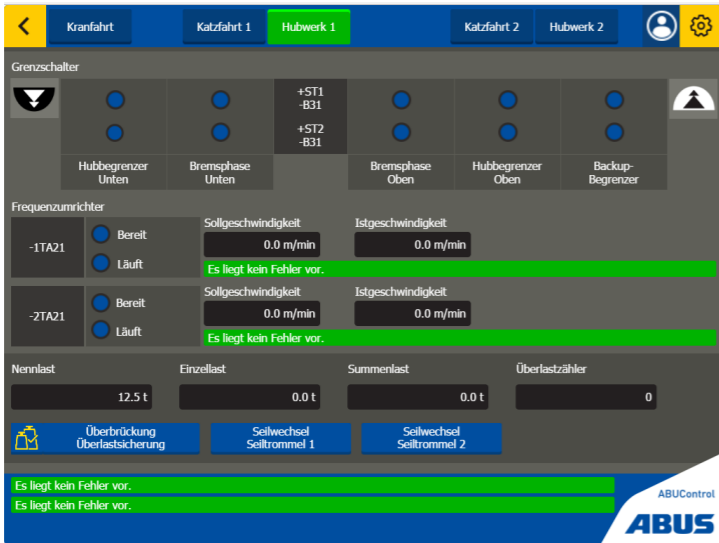 Kranfahrt
Katzfahrt 1
Hubwerk 1
Katzfahrt 2
Hubwerk 2
Grenzschalter
+ST1
-B31
+ST2
-B31
Hubbegrenzer
Unten
Bremsphase
Unten
Bremsphase
Oben
Hubbegrenzer
Oben
Backup-
Begrenzer
Frequenzumrichter
-1TA21
Bereit
Läuft
Sollgeschwindigkeit
0.0 m/min
Istgeschwindigkeit
0.0 m/min
Es liegt kein Fehler vor.
-2TA21
Bereit
Läuft
Sollgeschwindigkeit
0.0 m/min
Istgeschwindigkeit
0.0 m/min
Es liegt kein Fehler vor.
Nennlast
12.5 t
Einzellast
0.0 t
Summenlast
0.0 t
Überlastzähler
0
Überbrückung
Überlastsicherung
Seilwechsel
Seiltrommel 1
Seilwechsel
Seiltrommel 2
Es liegt kein Fehler vor.
Es liegt kein Fehler vor.
ABUControl
ABUS